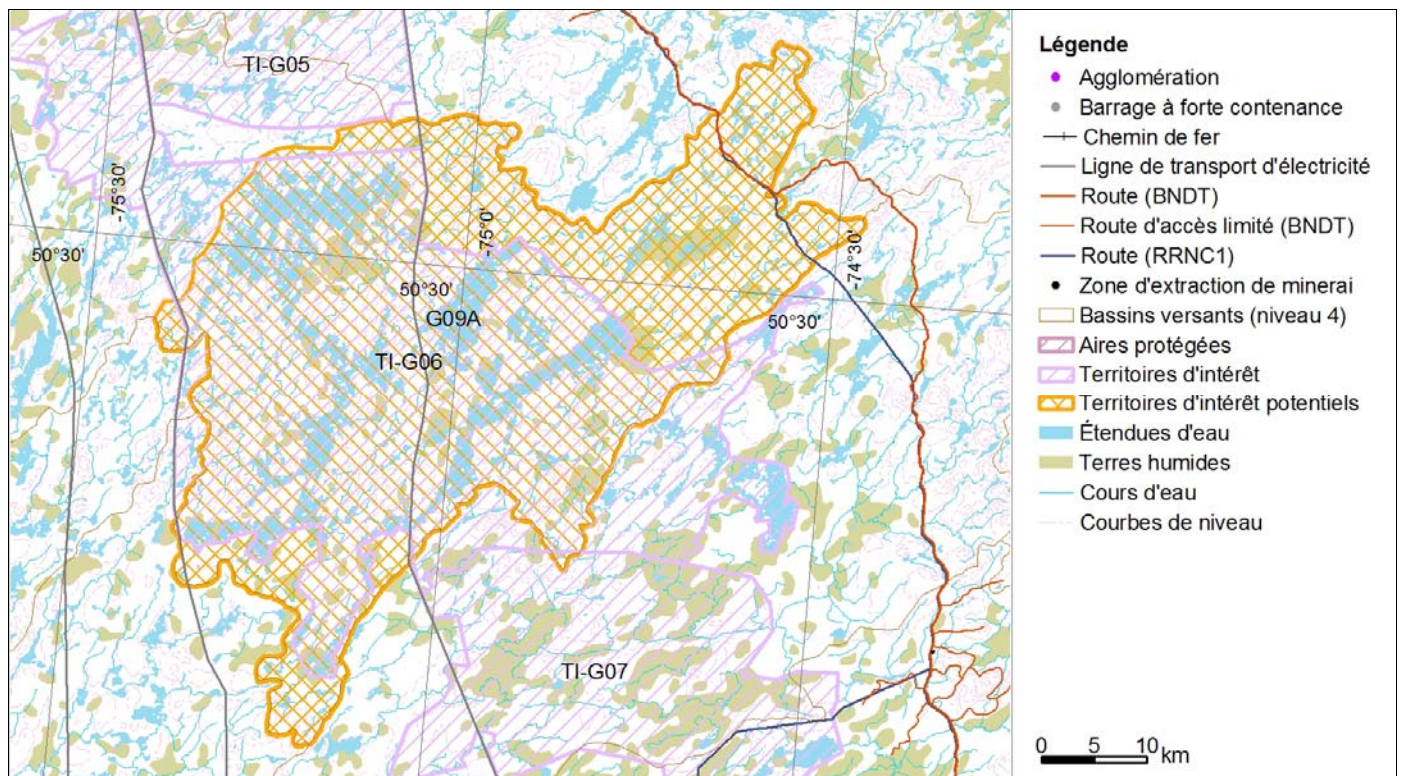 TI-G05
-75°30'
50°30'
-75°0'
50°30'
G09A
TI-G06
-74°30'
50°30'
TI-G07
Légende
Agglomération
Barrage à forte contenance
Chemin de fer
Ligne de transport d'électricité
Route (BNDT)
Route d'accès limité (BNDT)
Route (RRNC1)
Zone d'extraction de minerai
Bassins versants (niveau 4)
Aires protégées
Territoires d'intérêt
Territoires d'intérêt potentiels
Étendues d'eau
Terres humides
Cours d'eau
Courbes de niveau
0 5 10 km